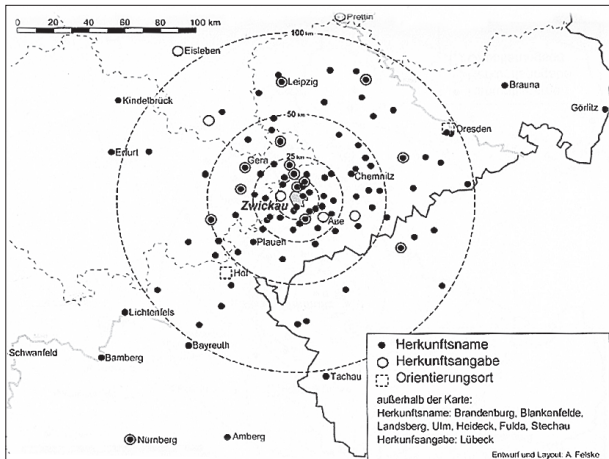 0 20 40 60 80 100 km
Prettin
100 km
Eisleben
Leipzig
Brauna
Kindelbrück
Görlitz
50 km
Dresden
Erfurt
Gera
25 km
Chemnitz
Zwickau
Aue
Plauen
Hof
Lichtenfels
Schwanfeld
Bamberg
Bayreuth
Tachau
Nürnberg
Amberg
Herkunftsname
Herkunftsangabe
Orientierungsort
außerhalb der Karte:
Herkunftsname: Brandenburg, Blankenfelde,
Landsberg, Ulm, Heideck, Fulda, Stechau
Herkunfsangabe: Lübeck
Entwurf und Layout: A. Felske